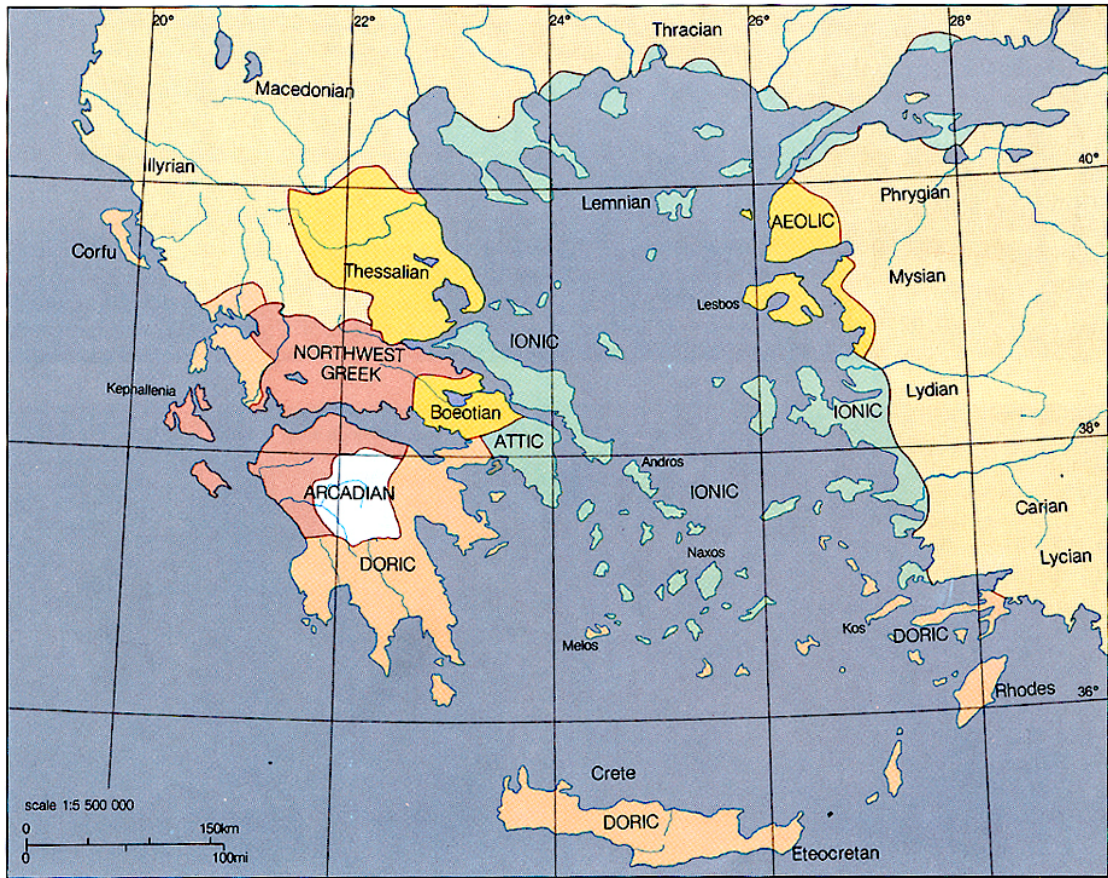 20°
22°
24°
26°
28°
Thracian
Macedonian
Illyrian
40°
Phrygian
Lemnian
AEOLIC
Corfu
Thessalian
Mysian
Lesbos
IONIC
NORTHWEST
GREEK
Kephallenia
Lydian
Boeotian
IONIC
ATTIC
38°
Andros
ARCADIAN
IONIC
Carian
Naxos
Lycian
DORIC
Kos
DORIC
Melos
Rhodes
36°
Crete
scale 1:5 500 000
0
150km
100mi
DORIC
Eteocretan